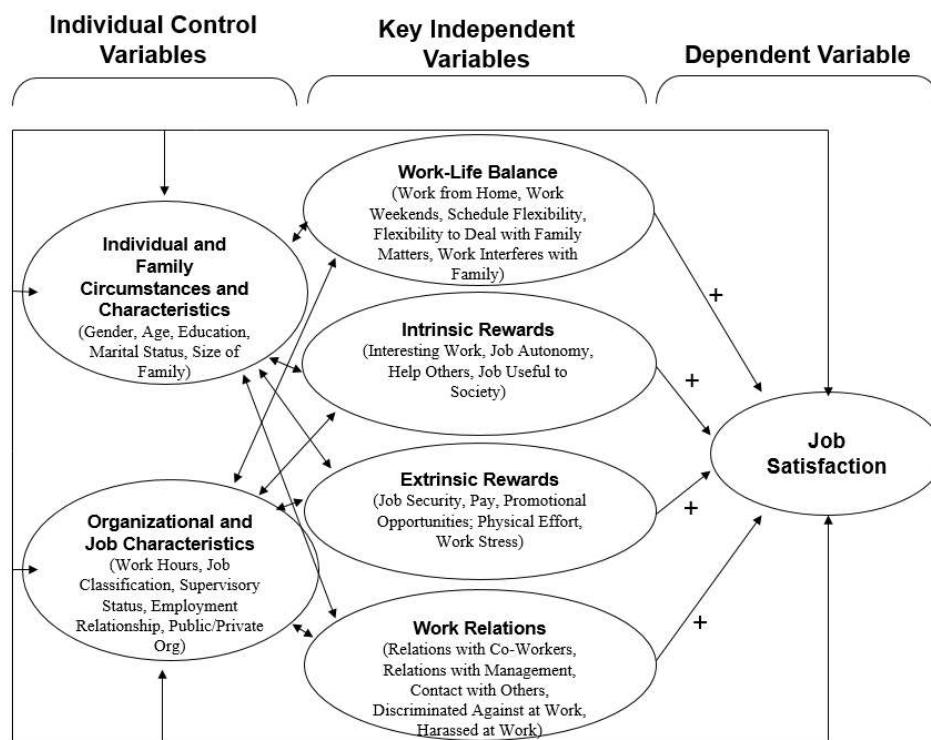 Individual Control
Variables
Key Independent
Variables
Dependent Variable
Individual and
Family
Circumstances and
Characteristics
(Gender, Age, Education,
Marital Status, Size of
Family)
Organizational and
Job Characteristics
(Work Hours, Job
Classification, Supervisory
Status, Employment
Relationship, Public/Private
Org)
Work-Life Balance
(Work from Home, Work
Weekends, Schedule Flexibility,
Flexibility to Deal with Family
Matters, Work Interferes with
Family)
Intrinsic Rewards
(Interesting Work, Job Autonomy,
Help Others, Job Useful to
Society)
Extrinsic Rewards
(Job Security, Pay, Promotional
Opportunities; Physical Effort,
Work Stress)
Work Relations
(Relations with Co-Workers,
Relations with Management,
Contact with Others,
Discriminated Against at Work,
Harassed at Work)
+
+
+
+
Job
Satisfaction